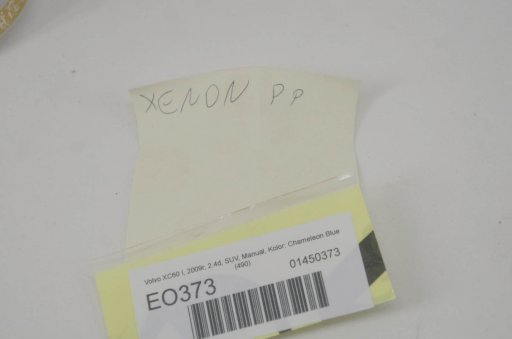 XENON PP
Volvo XC60 I, 2009r, 2.4d, SUV, Manual, Kolor: Chameleon Blue
(490)
EO373 01450373